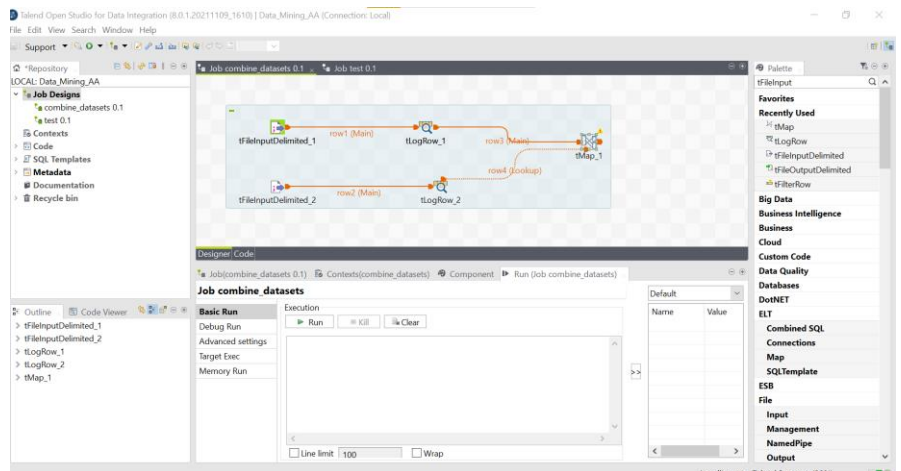 Talend Open Studio for Data Integration (8.0.1.20211109_1610) | Data_Mining_AA (Connection: Local)
File Edit View Search Window Help
Support
*Repository
LOCAL: Data_Mining_AA
Job Designs
combine_datasets 0.1
test 0.1
Contexts
Code
SQL Templates
Metadata
Documentation
Recycle bin
*Job combine_datasets 0.1
Job test 0.1
tFileInputDelimited_1
row1 (Main)
tLogRow_1
row3 (Main)
tMap_1
row4 (Lookup)
tFileInputDelimited_2
row2 (Main)
tLogRow_2
Designer Code
Job(combine_datasets 0.1) Contexts(combine_datasets) Component Run (Job combine_datasets)
Job combine_datasets
Basic Run
Debug Run
Advanced settings
Target Exec
Memory Run
Execution
Run Kill Clear
Line limit 100 Wrap
>>
Default
Name Value
Outline Code Viewer
tFileInputDelimited_1
tFileInputDelimited_2
tLogRow_1
tLogRow_2
tMap_1
Palette
tFileInput
Favorites
Recently Used
tMap
tLogRow
tFileInputDelimited
tFileOutputDelimited
tFilterRow
Big Data
Business Intelligence
Business
Cloud
Custom Code
Data Quality
Databases
DotNET
ELT
Combined SQL
Connections
Map
SQLTemplate
ESB
File
Input
Management
NamedPipe
Output